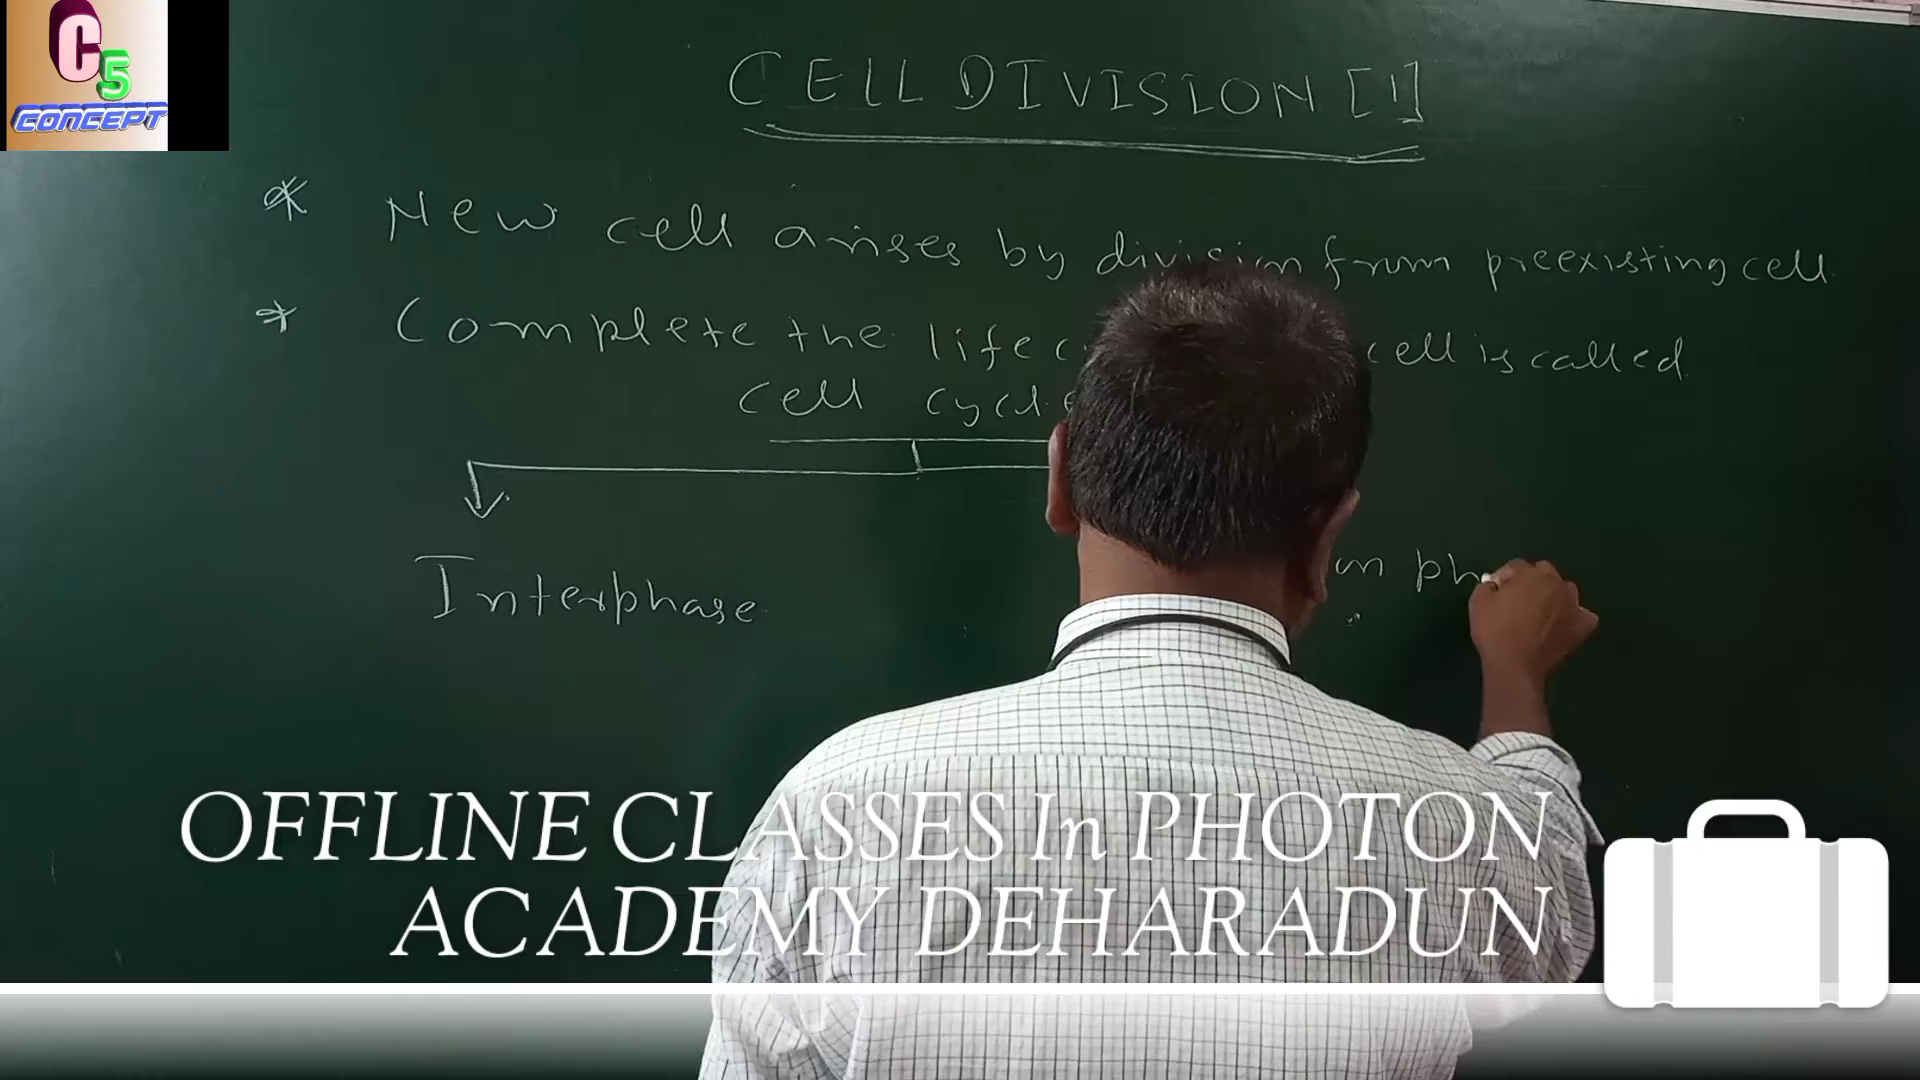 C5
CONCEPT
CELL DIVISION [1]
* New cell arises by division from preexisting cell
* Complete the life cell is called
cell cycle
Interphase
OFFLINE CLASSES In PHOTON
ACADEMY DEHARADUN